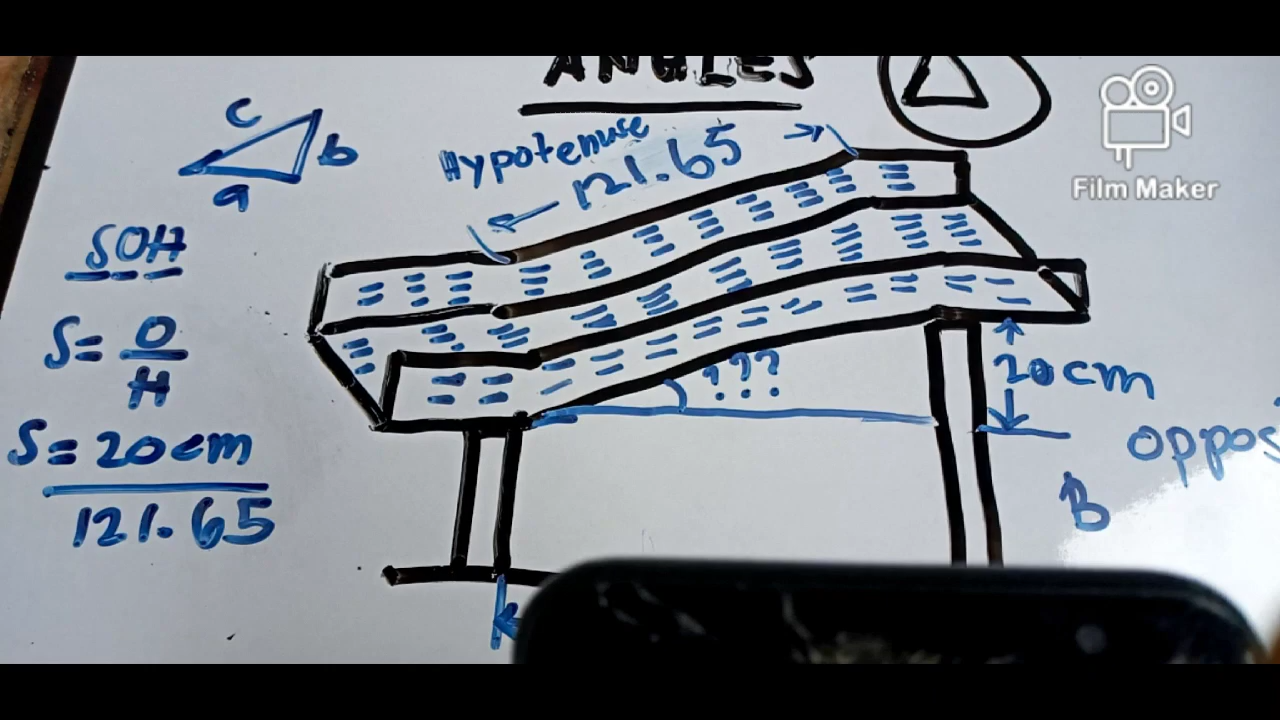 ANGLES
Film Maker
c
b
a
Hypotenuse
121.65
SOH
S = O
H
S = 20cm
121.65
???
20cm
oppos
B